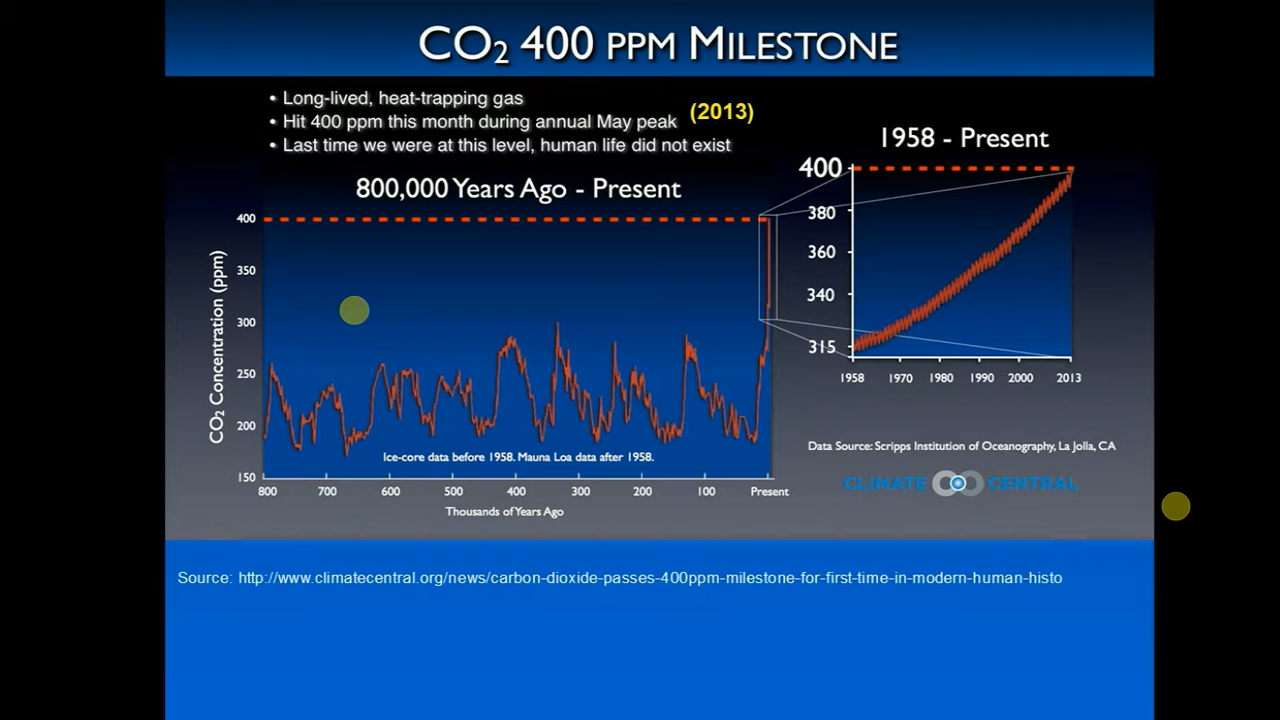 CO₂ 400 PPM MILESTONE
• Long-lived, heat-trapping gas
• Hit 400 ppm this month during annual May peak (2013)
• Last time we were at this level, human life did not exist
800,000 Years Ago - Present
400
350
300
250
200
150
CO₂ Concentration (ppm)
Ice-core data before 1958. Mauna Loa data after 1958.
800 700 600 500 400 300 200 100 Present
Thousands of Years Ago
1958 - Present
400
380
360
340
315
1958 1970 1980 1990 2000 2013
Data Source: Scripps Institution of Oceanography, La Jolla, CA
CLIMATE CENTRAL
Source: http://www.climatecentral.org/news/carbon-dioxide-passes-400ppm-milestone-for-first-time-in-modern-human-histo